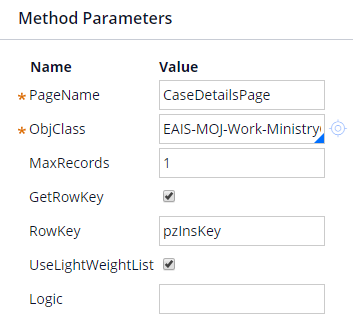 Method Parameters
Name Value
* PageName CaseDetailsPage
* ObjClass EAIS-MOJ-Work-Ministry
MaxRecords 1
GetRowKey
RowKey pzInsKey
UseLightWeightList
Logic